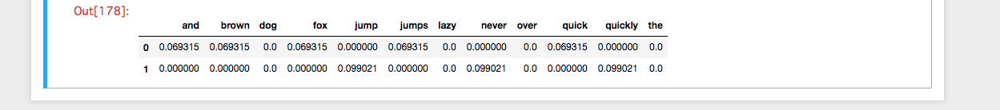 Out[178]:
and brown dog fox jump jumps lazy never over quick quickly the
0 0.069315 0.069315 0.0 0.069315 0.000000 0.069315 0.0 0.000000 0.0 0.069315 0.000000 0.0
1 0.000000 0.000000 0.0 0.000000 0.099021 0.000000 0.0 0.099021 0.0 0.000000 0.099021 0.0